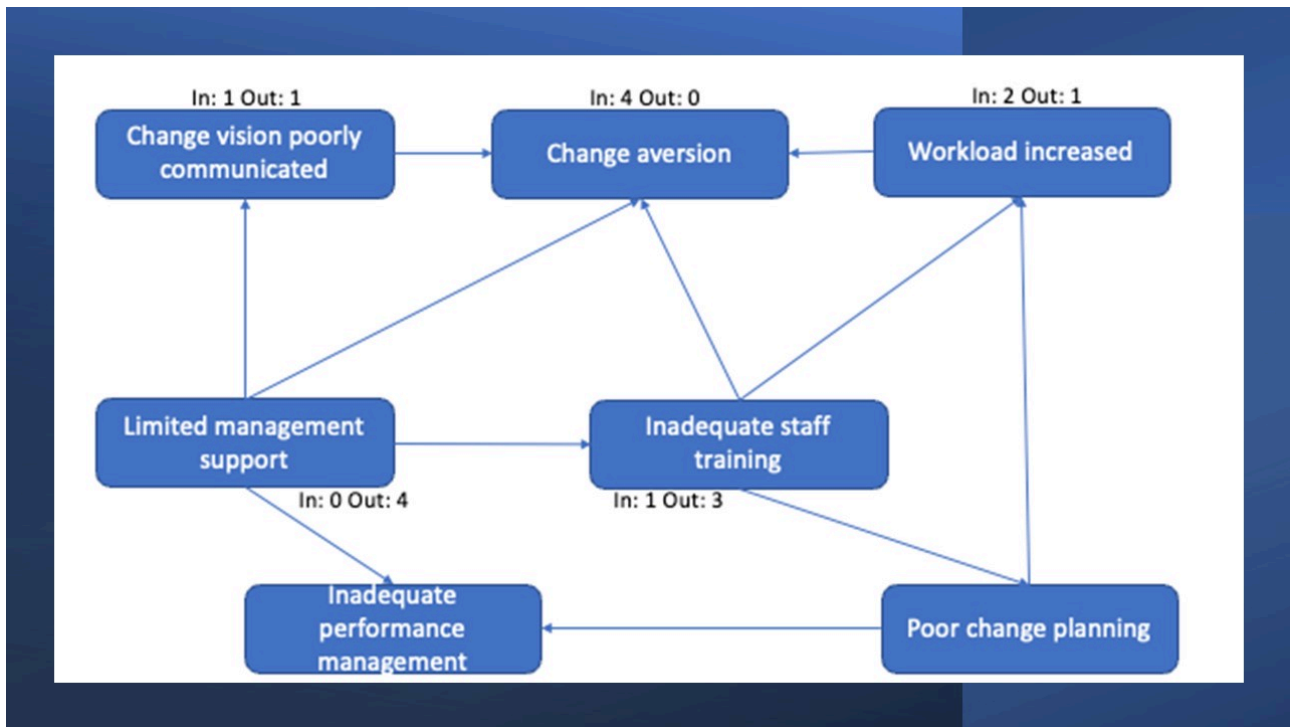 In: 1 Out: 1
Change vision poorly
communicated
In: 4 Out: 0
Change aversion
In: 2 Out: 1
Workload increased
Limited management
support
In: 0 Out: 4
Inadequate staff
training
In: 1 Out: 3
Inadequate
performance
management
Poor change planning